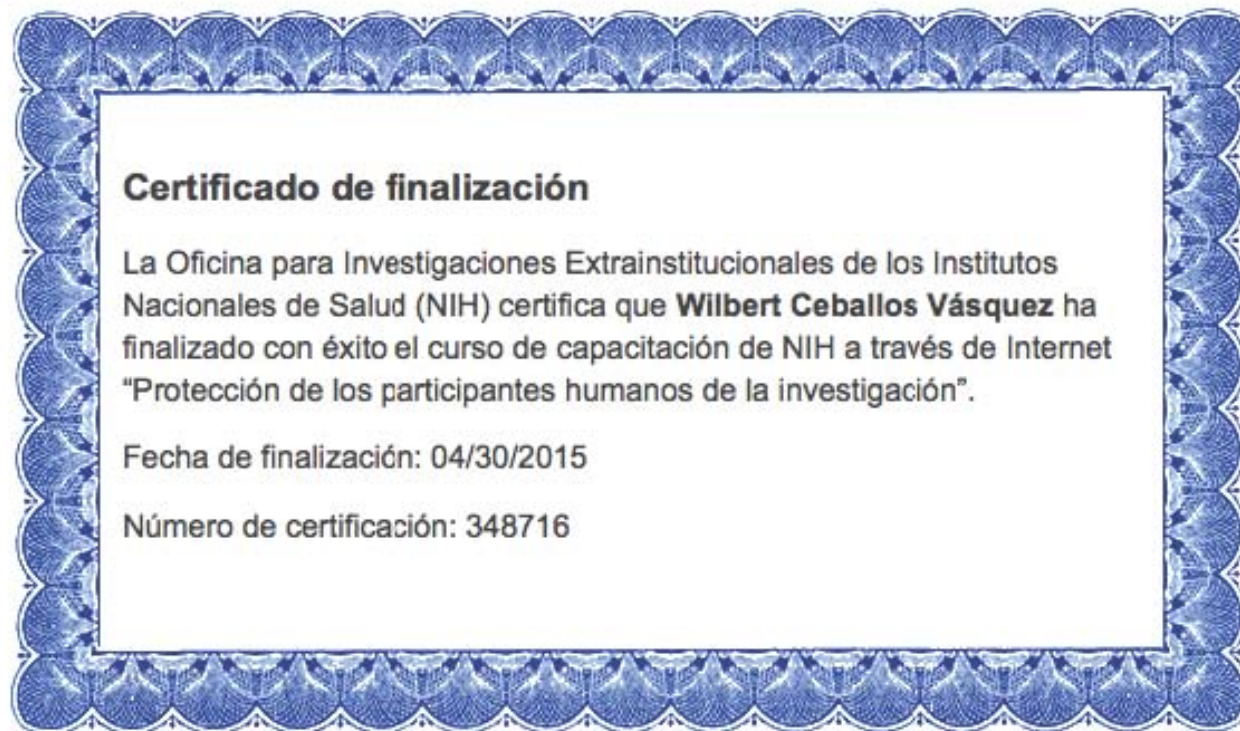 Certificado de finalización
La Oficina para Investigaciones Extrainstitucionales de los Institutos
Nacionales de Salud (NIH) certifica que Wilbert Ceballos Vásquez ha
finalizado con éxito el curso de capacitación de NIH a través de Internet
“Protección de los participantes humanos de la investigación”.
Fecha de finalización: 04/30/2015
Número de certificación: 348716